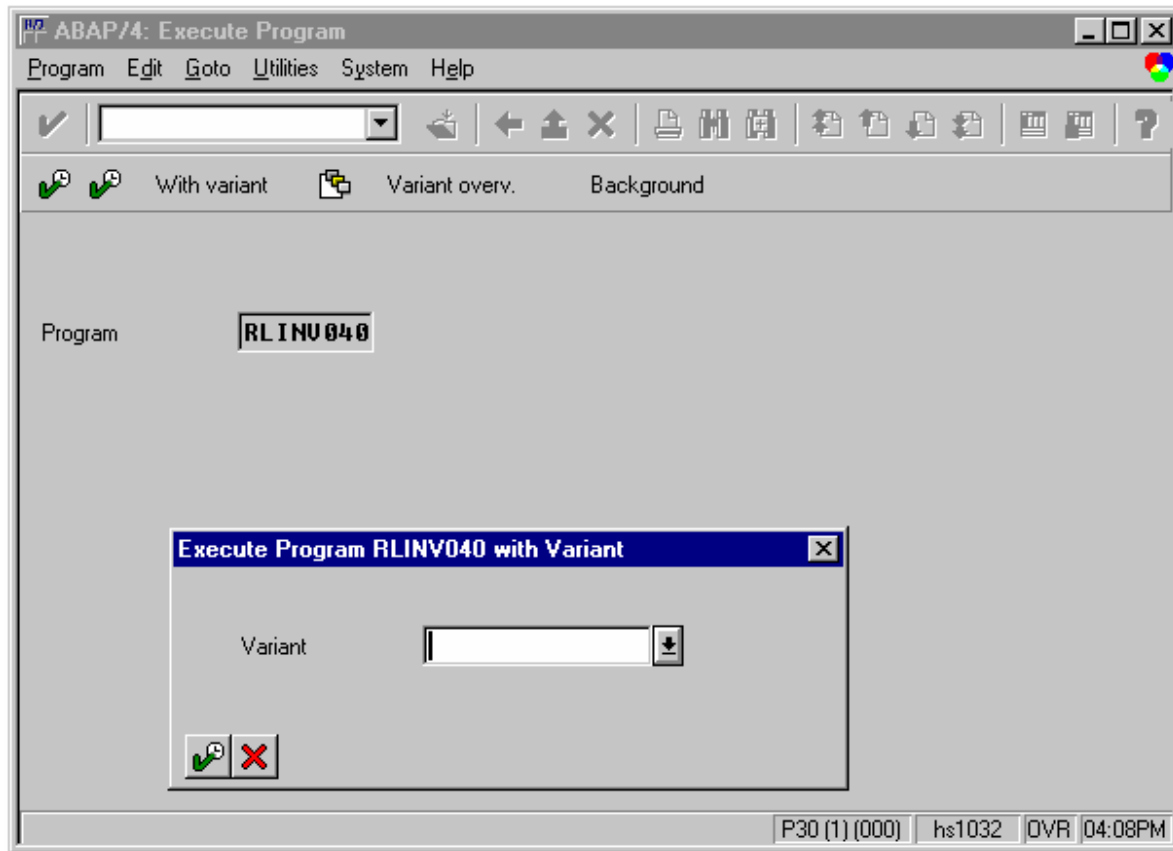 ABAP/4: Execute Program
Program Edit Goto Utilities System Help
With variant Variant overv. Background
Program RLINV040
Execute Program RLINV040 with Variant
Variant
P30 (1) (000) hs1032 OVR 04:08PM